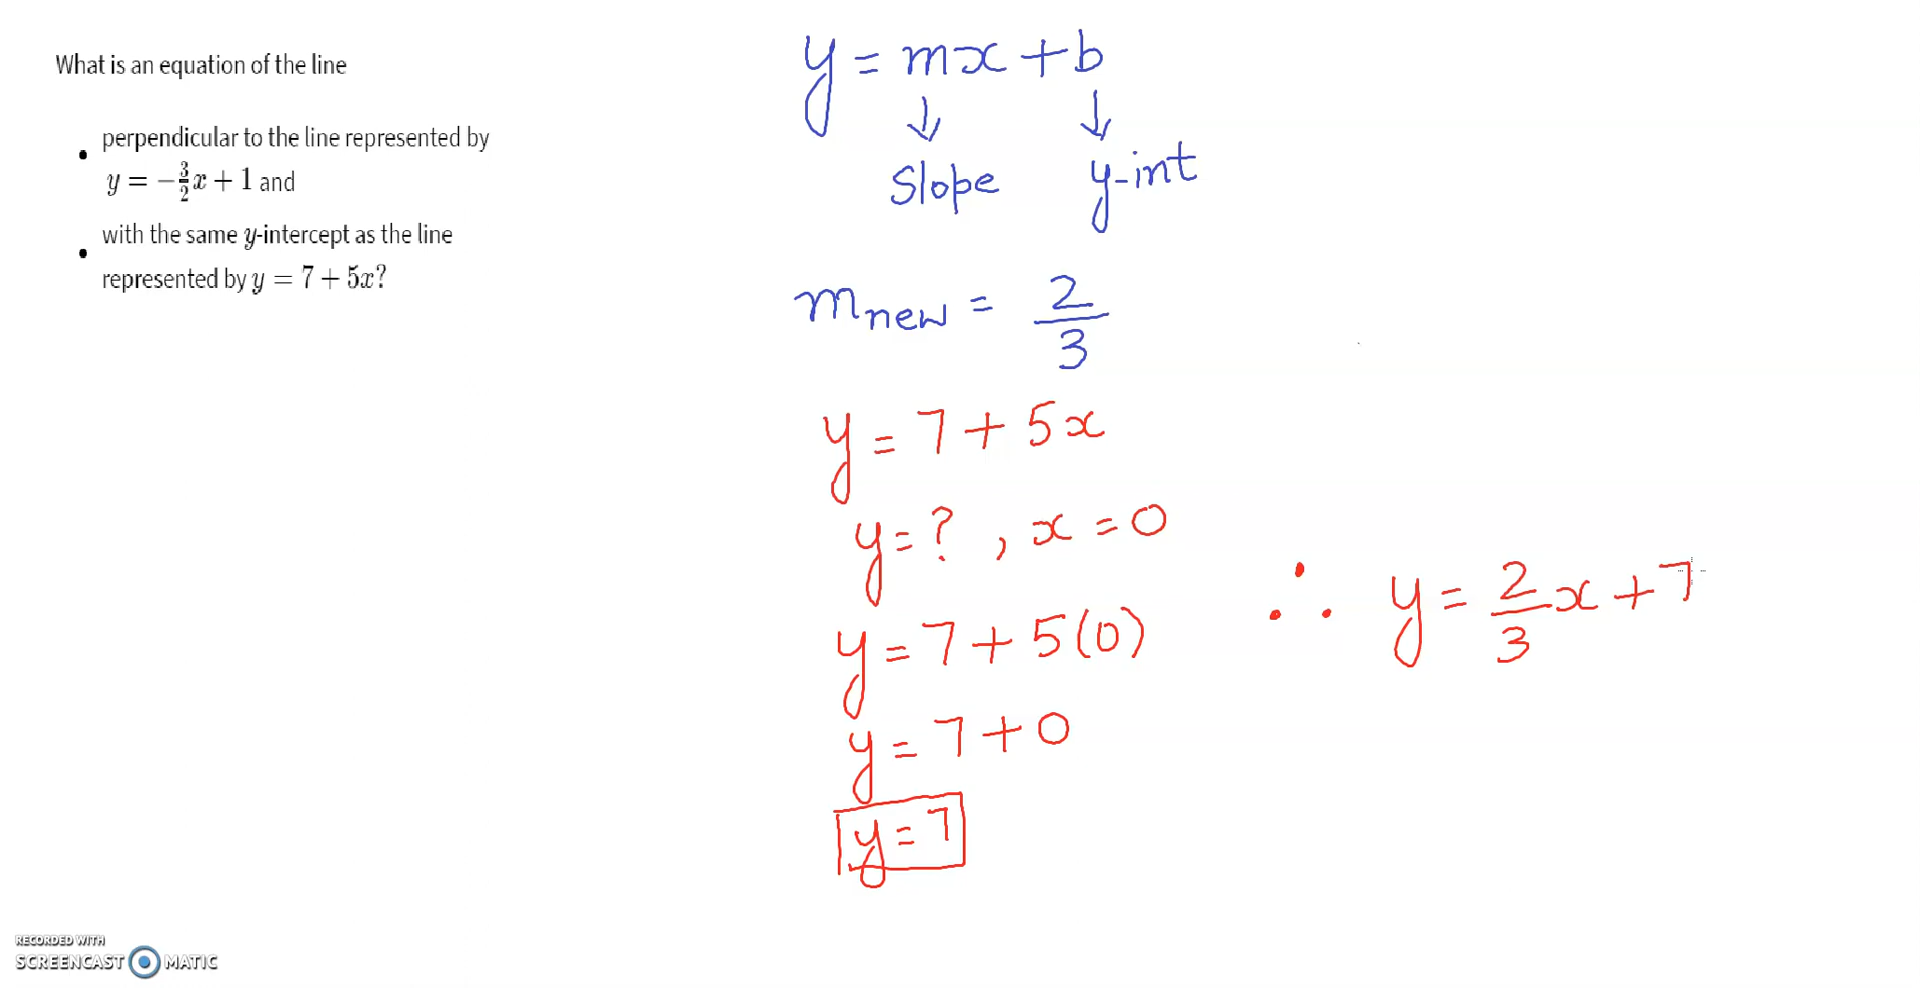 What is an equation of the line
• perpendicular to the line represented by
y = −3/2x + 1 and
• with the same y-intercept as the line
represented by y = 7 + 5x?
y = mx + b
↓ ↓
Slope y-int
m new = 2/3
y = 7 + 5x
y = ? , x = 0
y = 7 + 5(0)
y = 7 + 0
y = 7
∴ y = 2/3 x + 7
RECORDED WITH
SCREENCAST MATIC